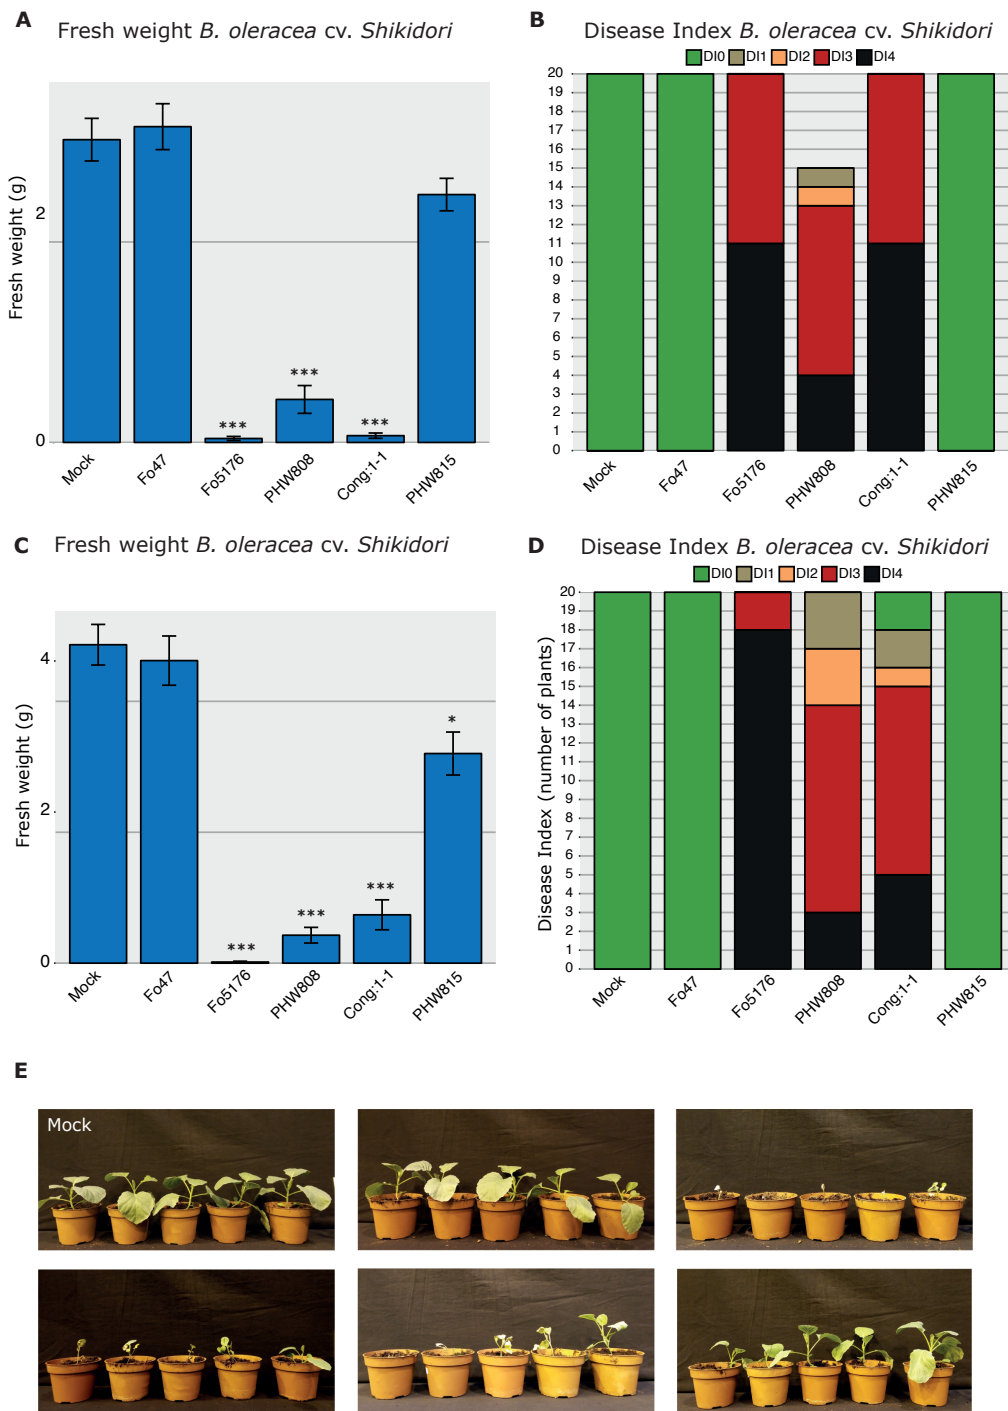 A Fresh weight B. oleracea cv. Shikidori
Fresh weight (g)
2
0
***
***
***
Mock
Fo47
Fo5176
PHW808
Cong:1-1
PHW815
B Disease Index B. oleracea cv. Shikidori
DI0 DI1 DI2 DI3 DI4
20
19
18
17
16
15
14
13
12
11
10
9
8
7
6
5
4
3
2
1
0
Mock
Fo47
Fo5176
PHW808
Cong:1-1
PHW815
C Fresh weight B. oleracea cv. Shikidori
Fresh weight (g)
4
2
0
***
***
***
*
Mock
Fo47
Fo5176
PHW808
Cong:1-1
PHW815
D Disease Index B. oleracea cv. Shikidori
DI0 DI1 DI2 DI3 DI4
Disease Index (number of plants)
20
19
18
17
16
15
14
13
12
11
10
9
8
7
6
5
4
3
2
1
0
Mock
Fo47
Fo5176
PHW808
Cong:1-1
PHW815
E
Mock